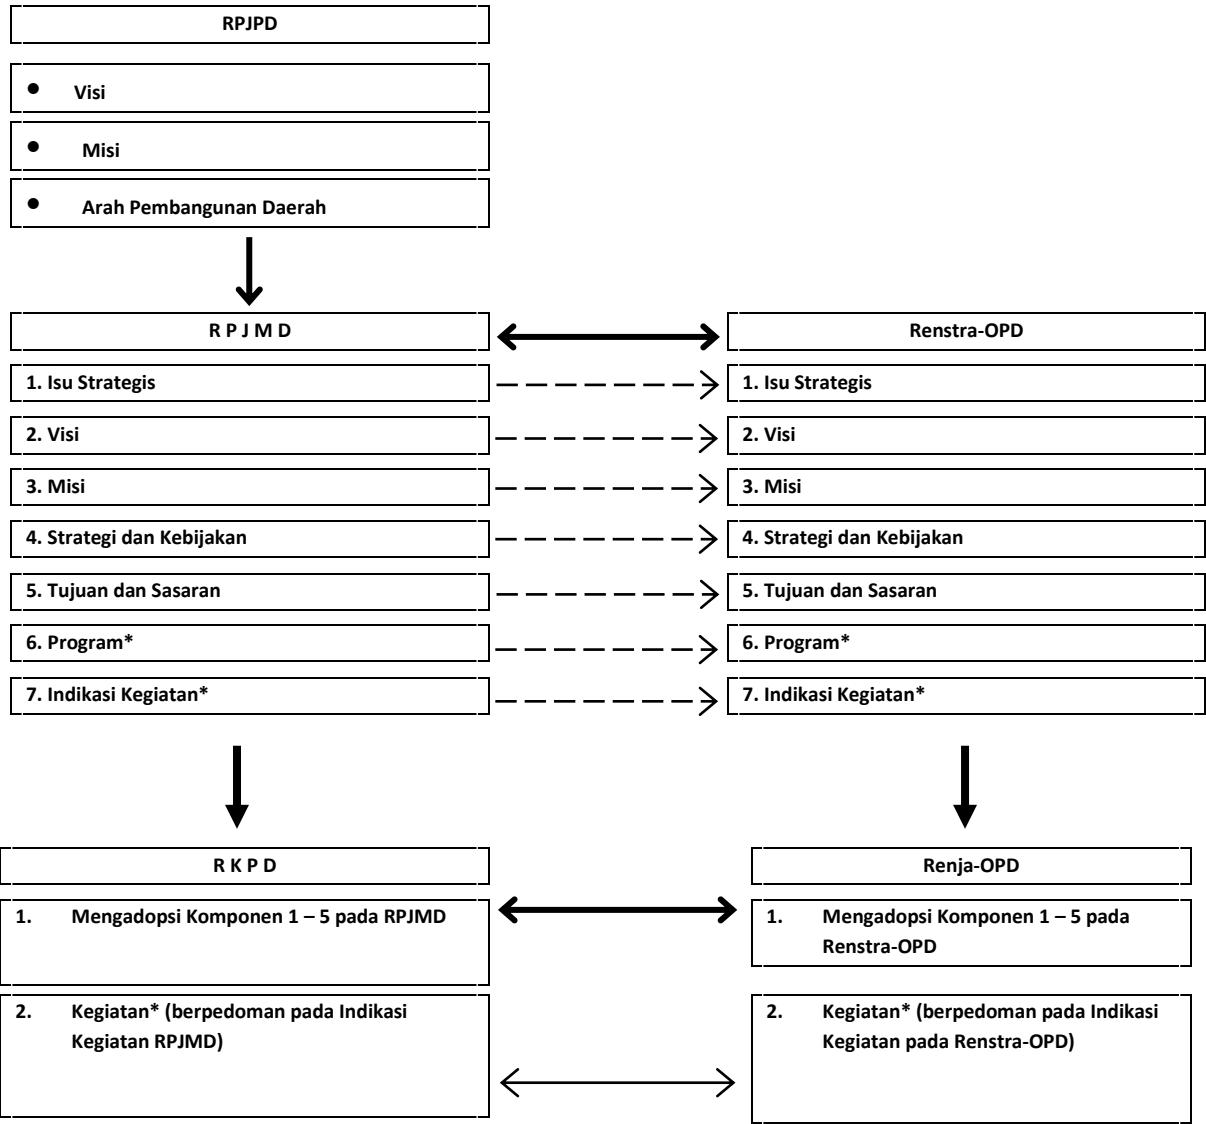 RPJPD
• Visi
• Misi
• Arah Pembangunan Daerah
R P J M D
Renstra-OPD
1. Isu Strategis
1. Isu Strategis
2. Visi
2. Visi
3. Misi
3. Misi
4. Strategi dan Kebijakan
4. Strategi dan Kebijakan
5. Tujuan dan Sasaran
5. Tujuan dan Sasaran
6. Program*
6. Program*
7. Indikasi Kegiatan*
7. Indikasi Kegiatan*
R K P D
1. Mengadopsi Komponen 1 – 5 pada RPJMD
2. Kegiatan* (berpedoman pada Indikasi
Kegiatan RPJMD)
Renja-OPD
1. Mengadopsi Komponen 1 – 5 pada
Renstra-OPD
2. Kegiatan* (berpedoman pada Indikasi
Kegiatan pada Renstra-OPD)